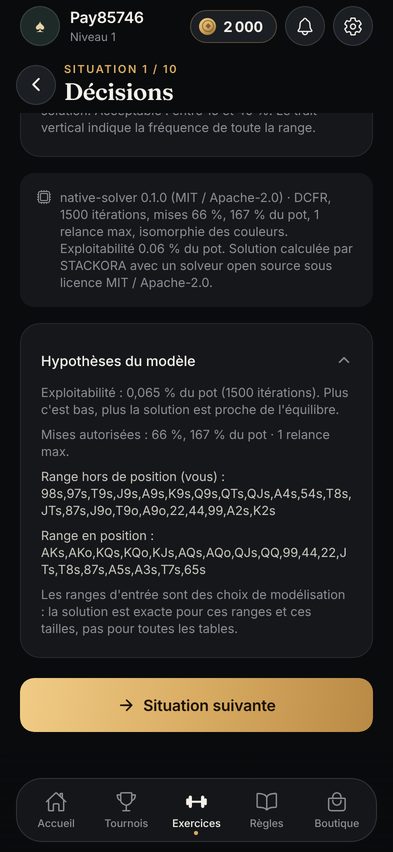 Pay85746
Niveau 1
2 000
SITUATION 1 / 10
Décisions
vertical indique la fréquence de toute la range.
native-solver 0.1.0 (MIT / Apache-2.0) · DCFR,
1500 itérations, mises 66 %, 167 % du pot, 1
relance max, isomorphie des couleurs.
Exploitabilité 0.06 % du pot. Solution calculée par
STACKORA avec un solveur open source sous
licence MIT / Apache-2.0.
Hypothèses du modèle
Exploitabilité : 0,065 % du pot (1500 itérations). Plus
c'est bas, plus la solution est proche de l'équilibre.
Mises autorisées : 66 %, 167 % du pot · 1 relance
max.
Range hors de position (vous) :
98s,97s,T9s,J9s,A9s,K9s,Q9s,QTs,QJs,A4s,54s,T8s,
JTs,87s,J9o,T9o,A9o,22,44,99,A2s,K2s
Range en position :
AKs,AKo,KQs,KQo,KJs,AQs,AQo,QJs,QQ,99,44,22,J
Ts,T8s,87s,A5s,A3s,T7s,65s
Les ranges d'entrée sont des choix de modélisation
: la solution est exacte pour ces ranges et ces
tailles, pas pour toutes les tables.
Situation suivante
Accueil
Tournois
Exercices
Règles
Boutique